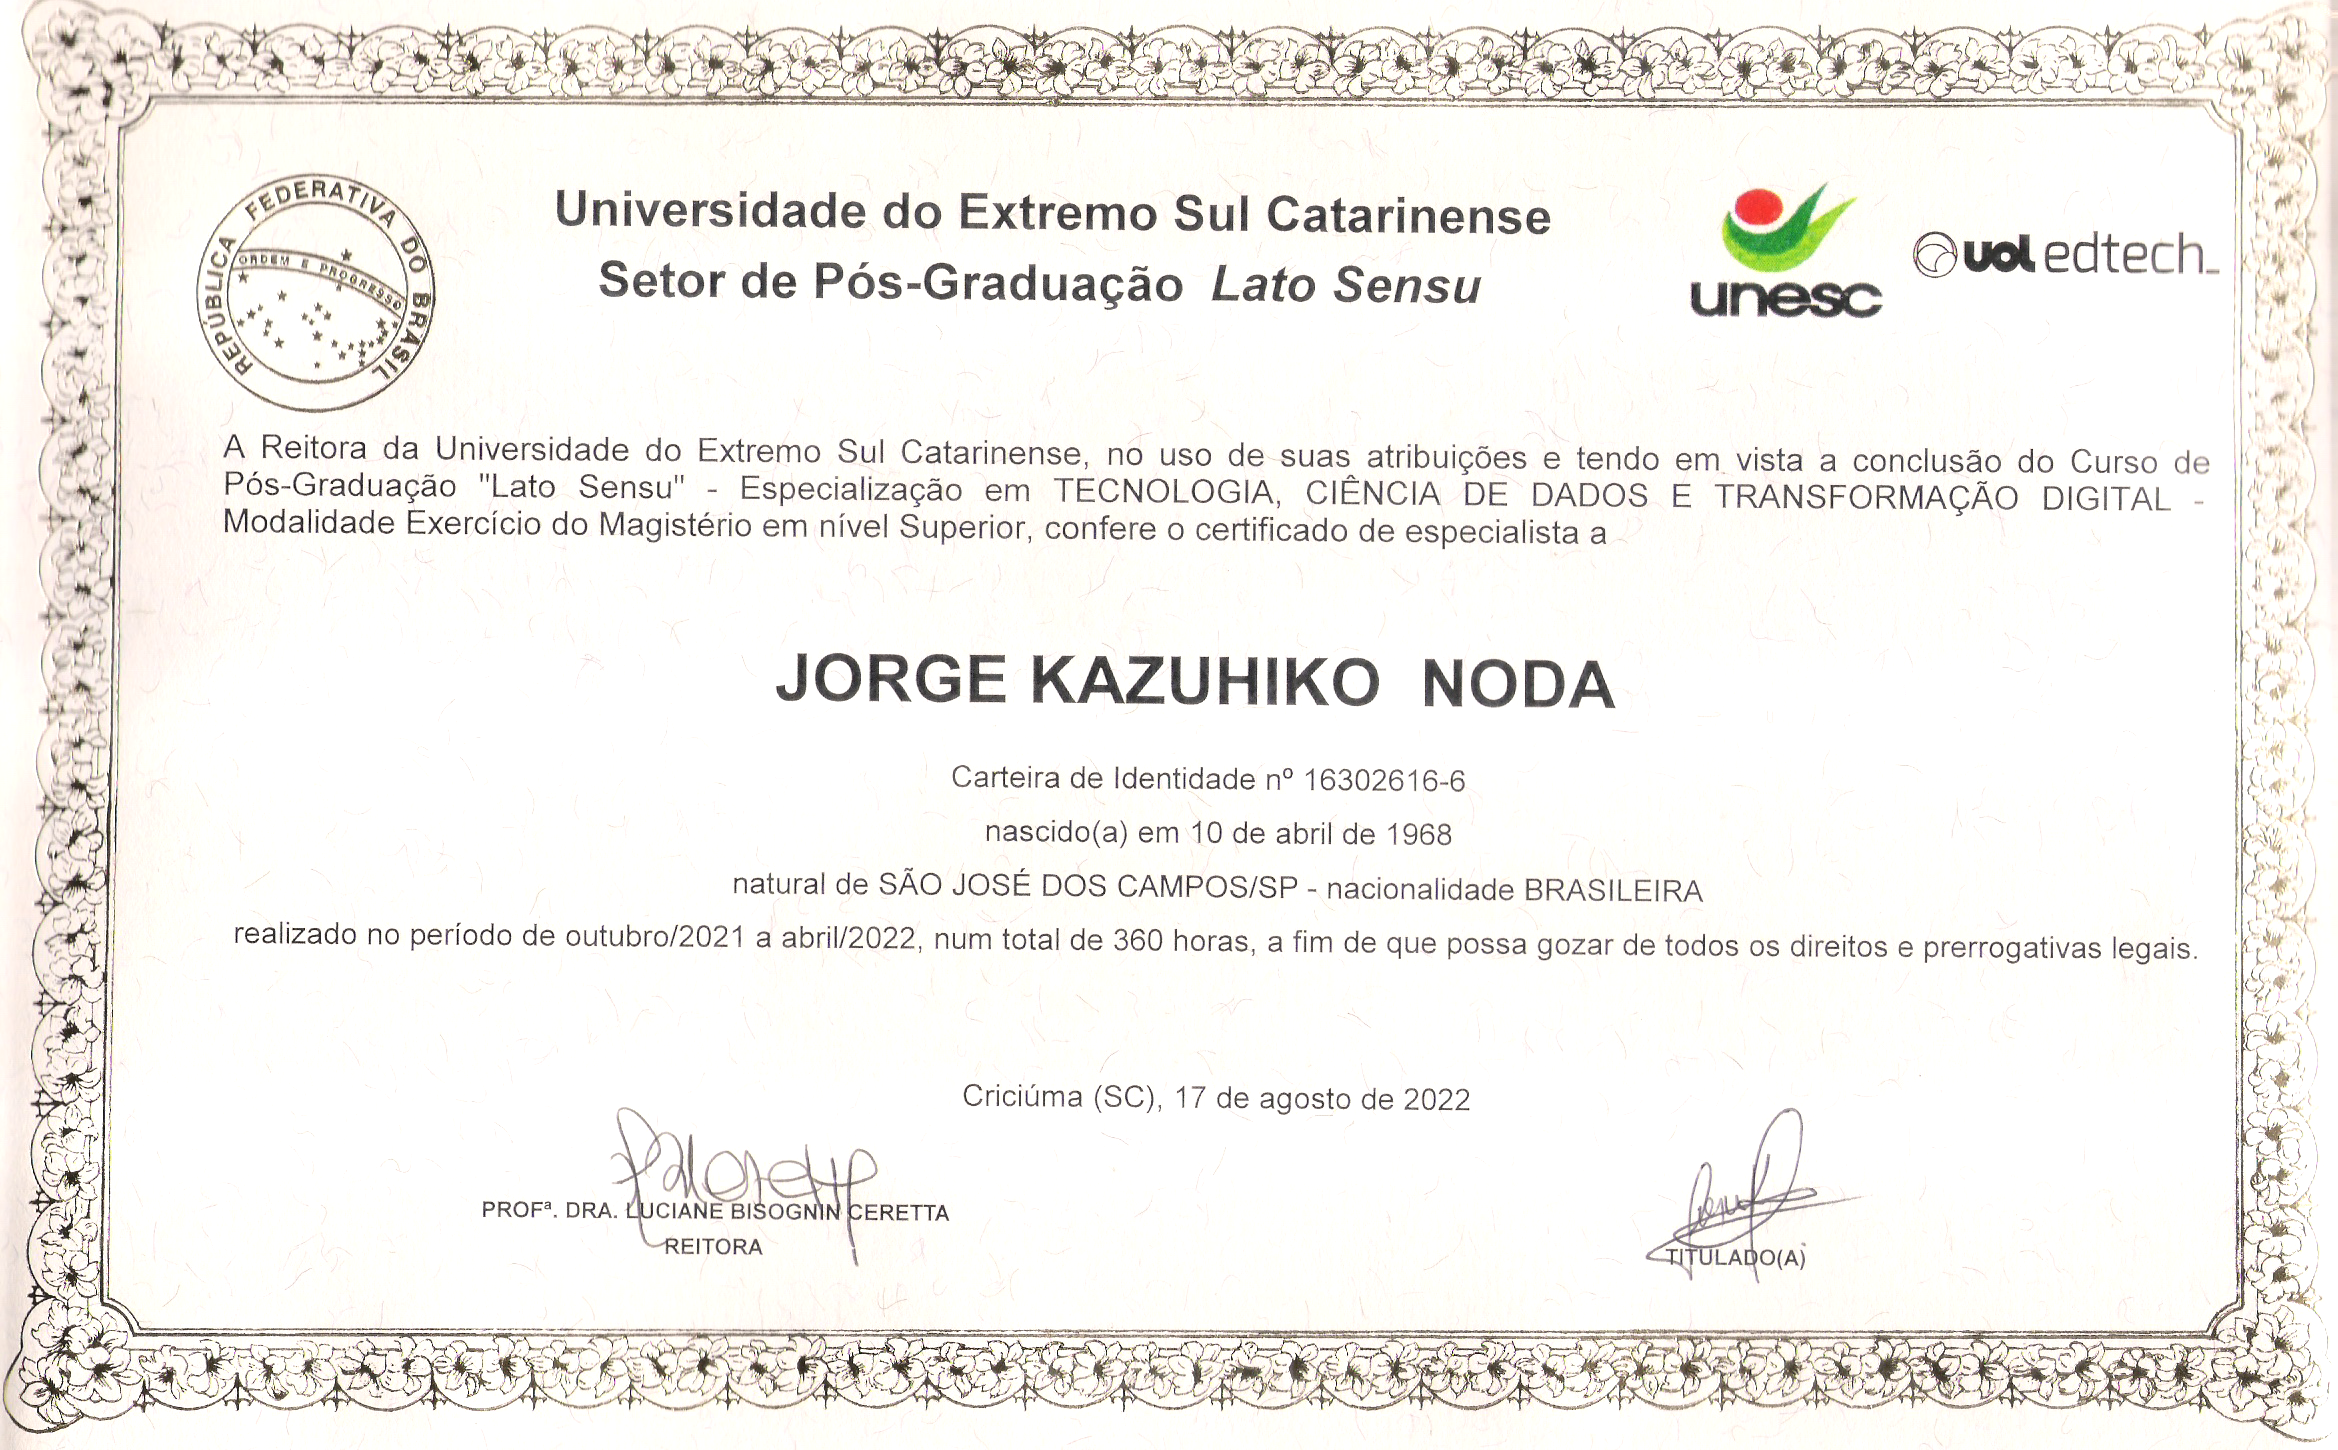 REPÚBLICA FEDERATIVA DO BRASIL
ORDEM E PROGRESSO
Universidade do Extremo Sul Catarinense
Setor de Pós-Graduação Lato Sensu
unesc
uol edtech_
A Reitora da Universidade do Extremo Sul Catarinense, no uso de suas atribuições e tendo em vista a conclusão do Curso de
Pós-Graduação "Lato Sensu" - Especialização em TECNOLOGIA, CIÊNCIA DE DADOS E TRANSFORMAÇÃO DIGITAL -
Modalidade Exercício do Magistério em nível Superior, confere o certificado de especialista a
JORGE KAZUHIKO NODA
Carteira de Identidade nº 16302616-6
nascido(a) em 10 de abril de 1968
natural de SÃO JOSÉ DOS CAMPOS/SP - nacionalidade BRASILEIRA
realizado no período de outubro/2021 a abril/2022, num total de 360 horas, a fim de que possa gozar de todos os direitos e prerrogativas legais.
Criciúma (SC), 17 de agosto de 2022
PROFª. DRA. LUCIANE BISOGNIN CERETTA
REITORA
TITULADO(A)